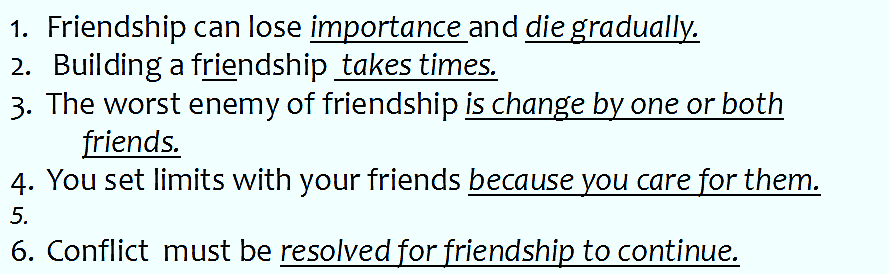 1. Friendship can lose importance and die gradually.
2. Building a friendship takes times.
3. The worst enemy of friendship is change by one or both
friends.
4. You set limits with your friends because you care for them.
5.
6. Conflict must be resolved for friendship to continue.